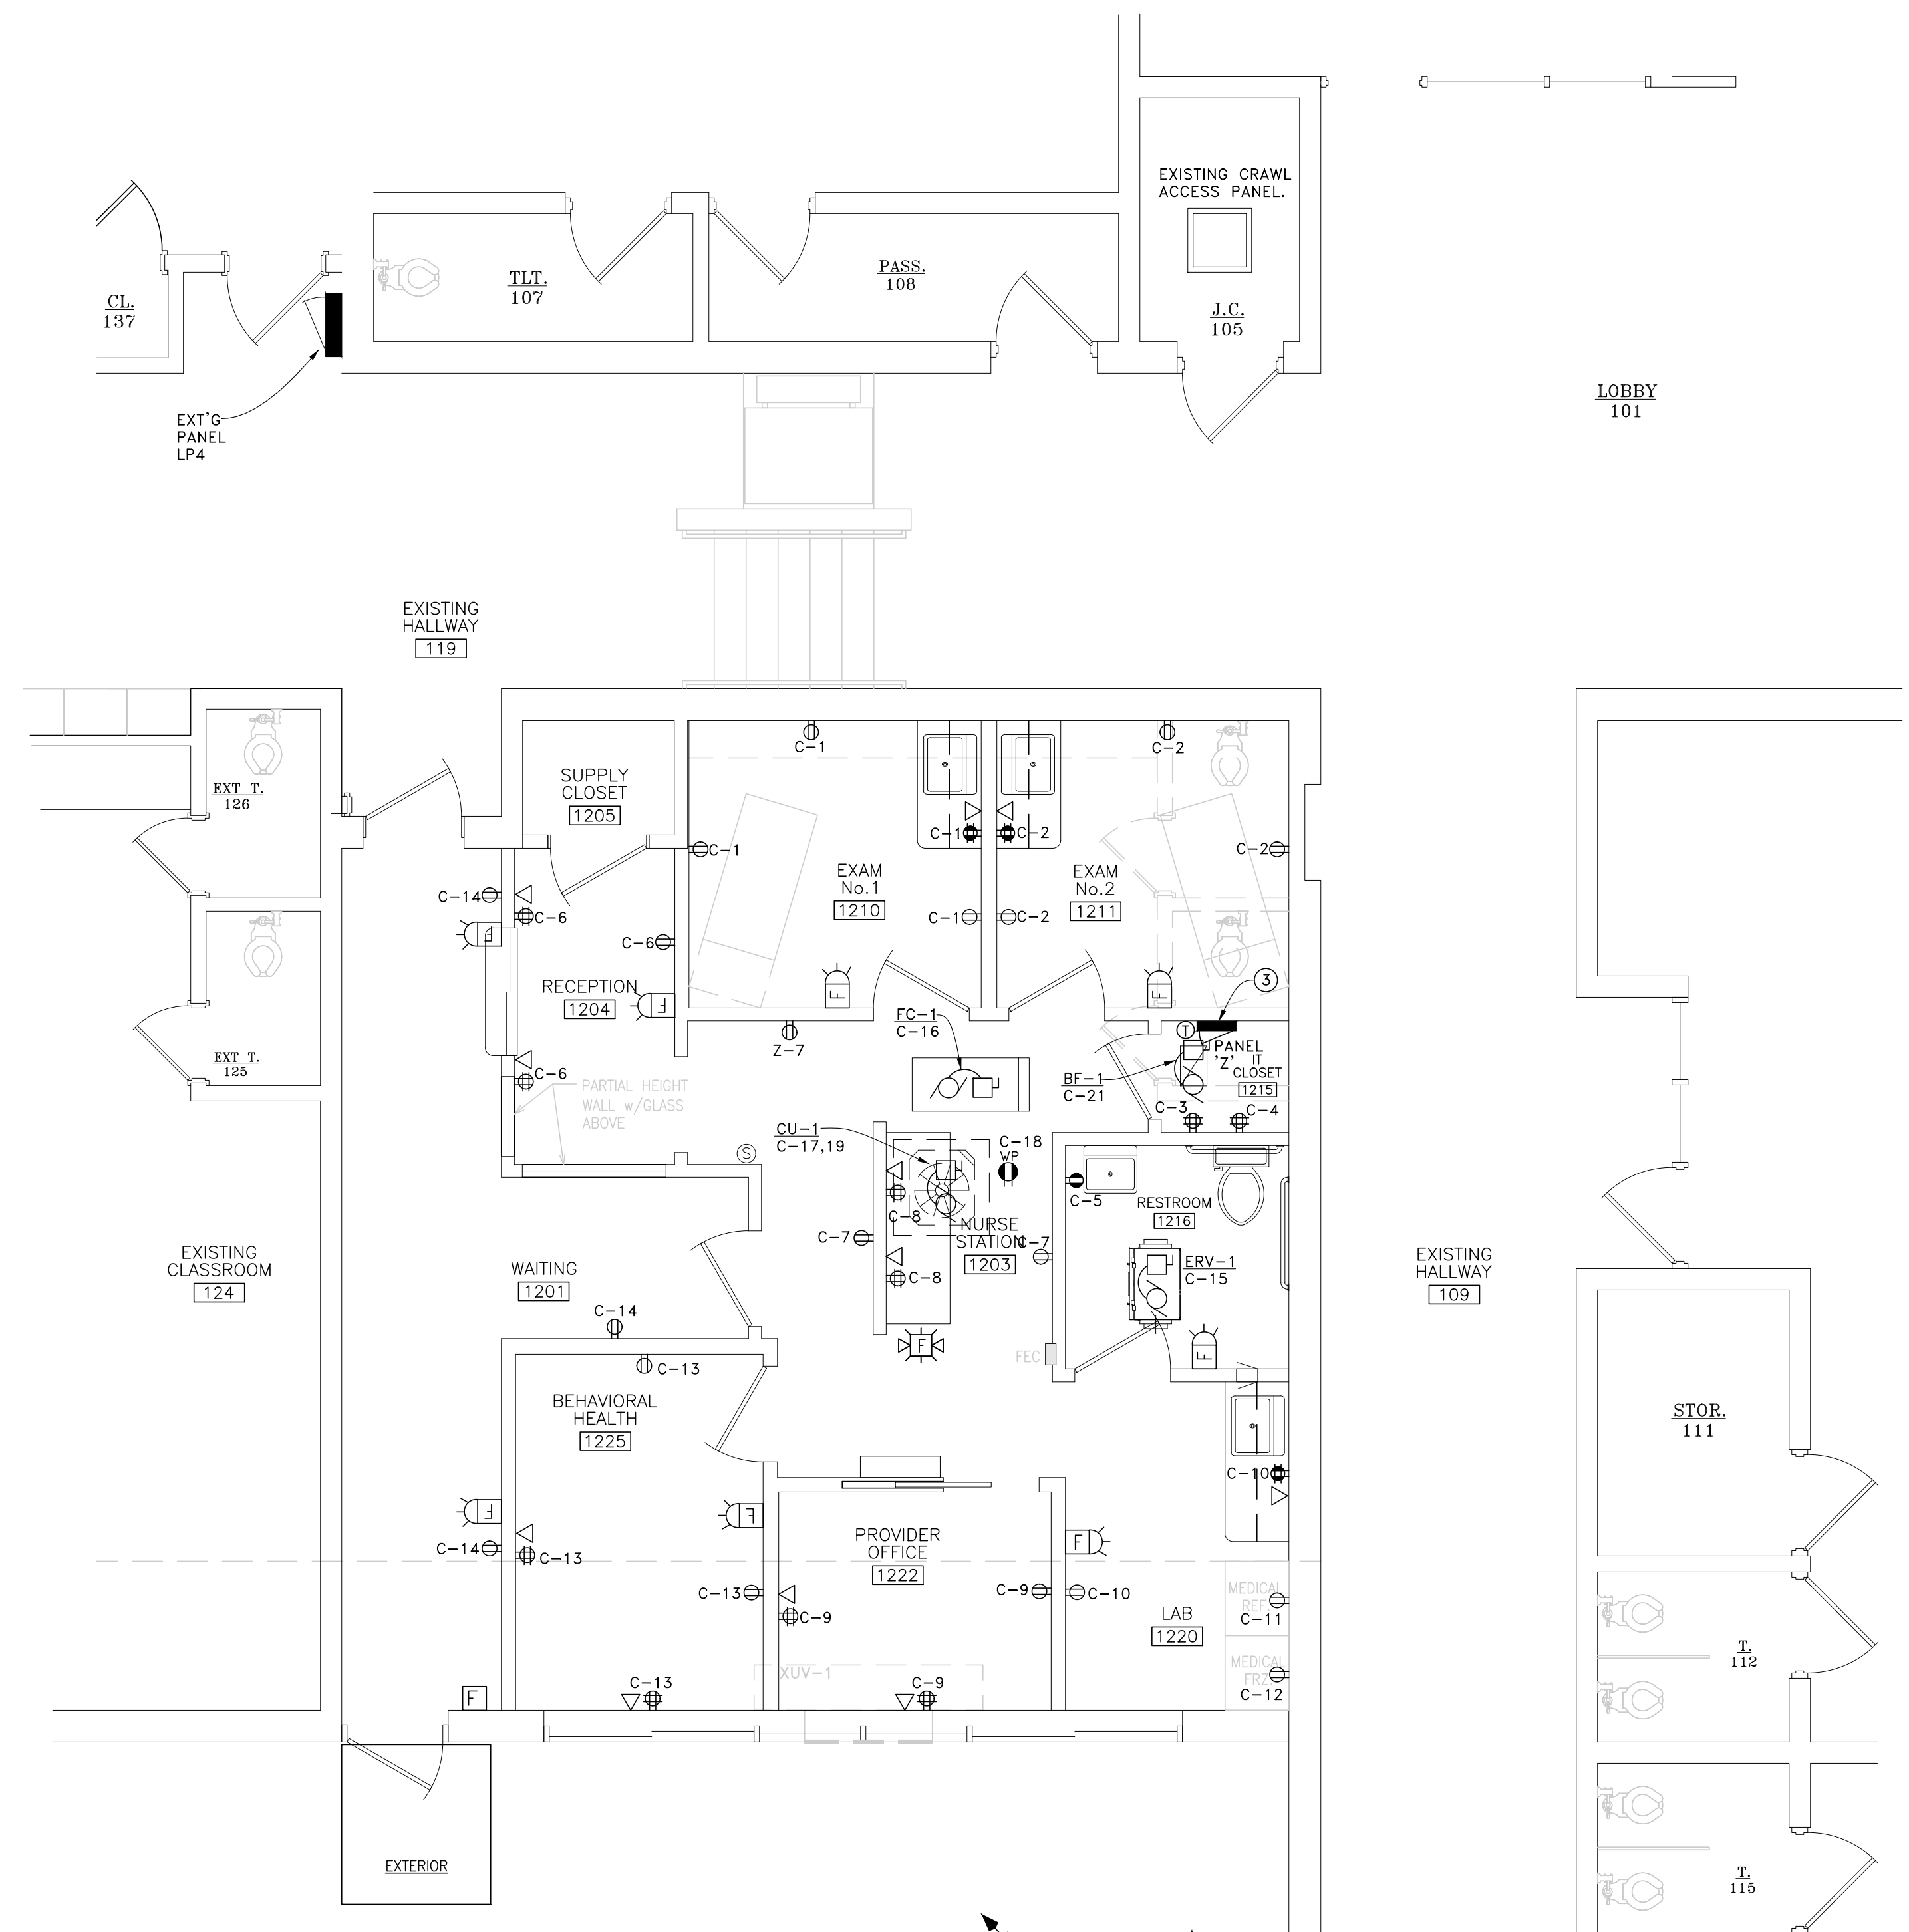 EXISTING CRAWL
ACCESS PANEL.
TLT.
107
PASS.
108
CL.
137
J.C.
105
LOBBY
101
EXT'G
PANEL
LP4
EXISTING
HALLWAY
119
C-1
C-2
SUPPLY
CLOSET
1205
EXT T.
126
C-1
C-2
C-1
C-2
EXAM
No.1
1210
EXAM
No.2
1211
C-14
F
C-6
C-6
C-1
C-2
RECEPTION
1204
F
F
F
3
FC-1
C-16
T
PANEL
'Z'
IT
CLOSET
1215
Z-7
EXT T.
125
C-6
PARTIAL HEIGHT
WALL w/GLASS
ABOVE
BF-1
C-21
C-3
C-4
CU-1
C-17,19
C-18
WP
S
C-5
RESTROOM
1216
C-8
NURSE
STATION
1203
C-7
C-7
C-8
EXISTING
CLASSROOM
124
WAITING
1201
ERV-1
C-15
EXISTING
HALLWAY
109
C-14
F
FEC
F
C-13
BEHAVIORAL
HEALTH
1225
STOR.
111
C-10
F
F
F
C-14
C-13
PROVIDER
OFFICE
1222
C-13
C-9
C-9
C-10
LAB
1220
MEDICAL
REF.
C-11
T.
112
XUV-1
MEDICAL
FRZ.
C-12
F
C-13
C-9
EXTERIOR
T.
115